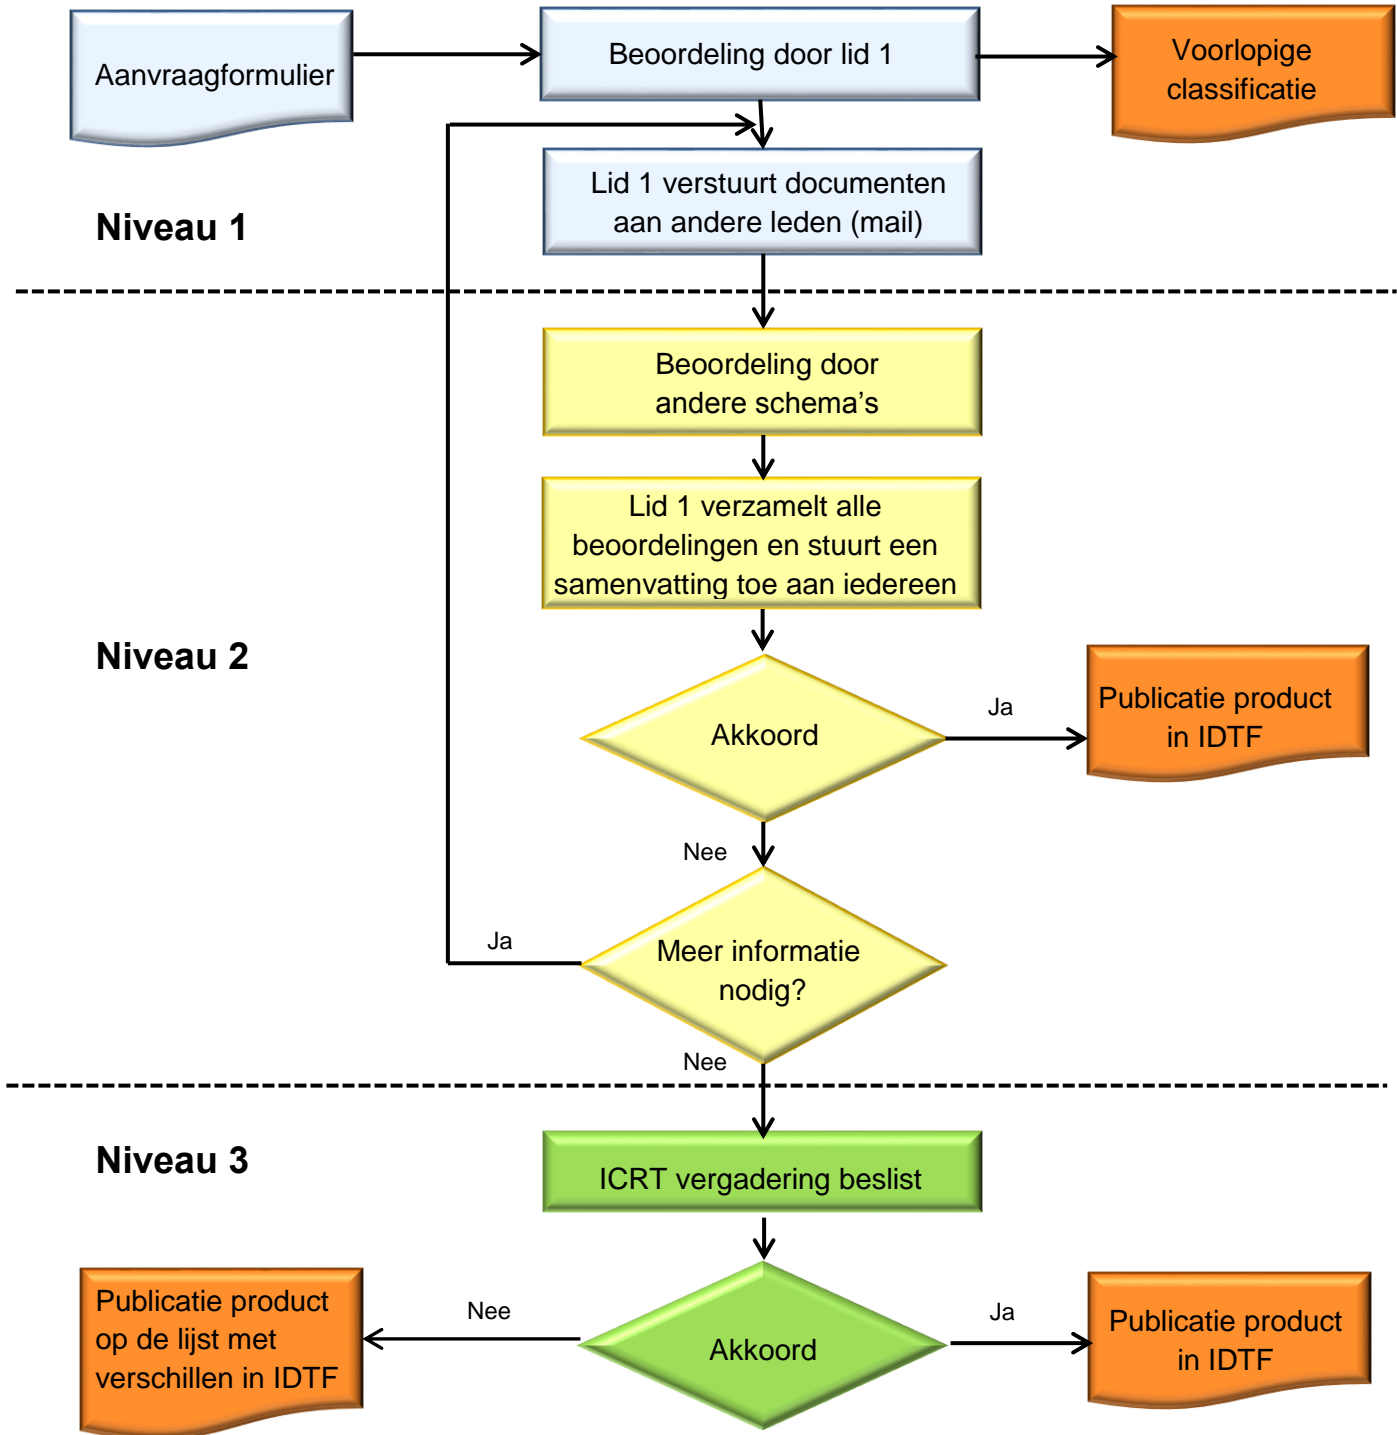 Aanvraagformulier
Beoordeling door lid 1
Voorlopige
classificatie
Lid 1 verstuurt documenten
aan andere leden (mail)
Niveau 1
Beoordeling door
andere schema’s
Lid 1 verzamelt alle
beoordelingen en stuurt een
samenvatting toe aan iedereen
Niveau 2
Akkoord
Ja
Publicatie product
in IDTF
Nee
Meer informatie
nodig?
Ja
Nee
Niveau 3
ICRT vergadering beslist
Akkoord
Nee
Publicatie product
op de lijst met
verschillen in IDTF
Ja
Publicatie product
in IDTF